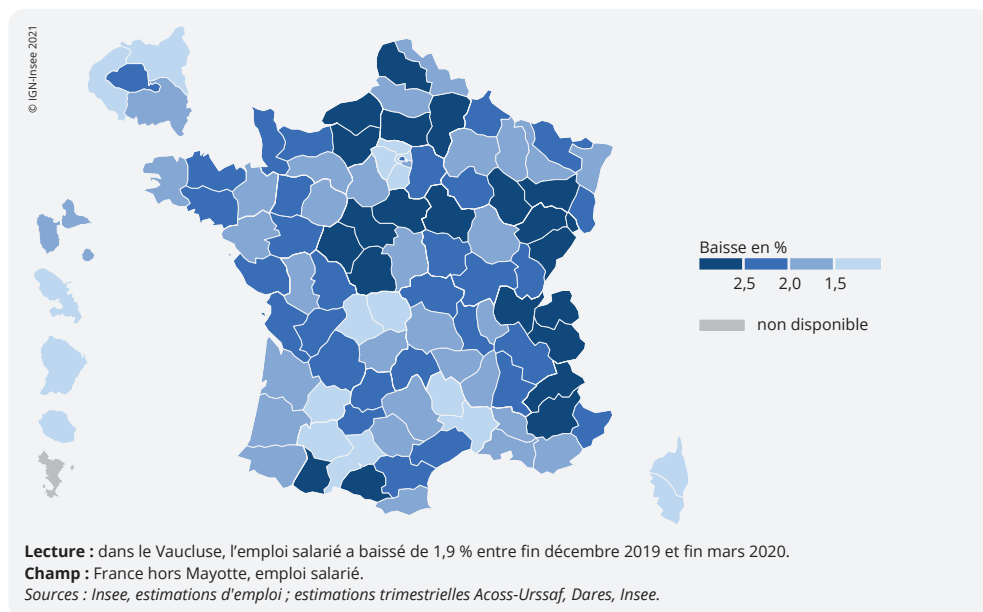 © IGN-Insee 2021
Baisse en %
2,5 2,0 1,5
non disponible
Lecture : dans le Vaucluse, l’emploi salarié a baissé de 1,9 % entre fin décembre 2019 et fin mars 2020.
Champ : France hors Mayotte, emploi salarié.
Sources : Insee, estimations d'emploi ; estimations trimestrielles Acoss-Urssaf, Dares, Insee.